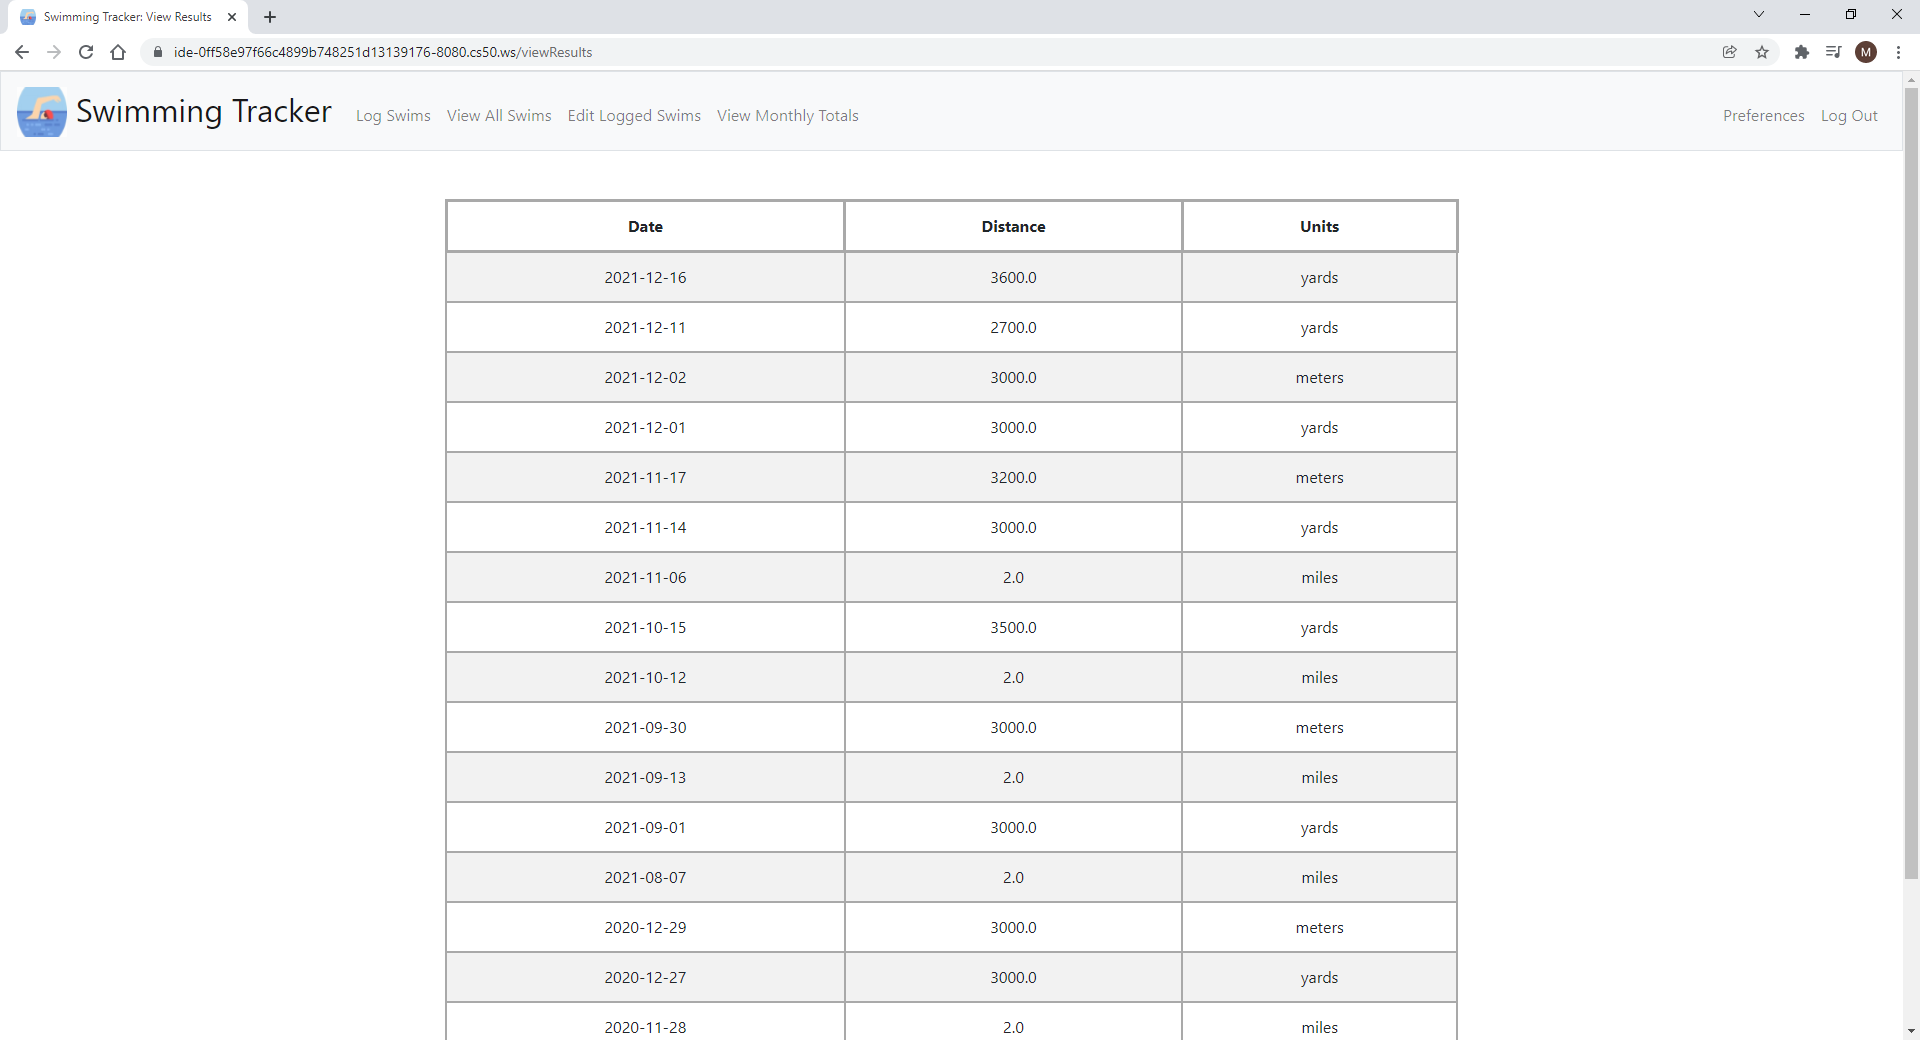 Swimming Tracker: View Results
ide-0ff58e97f66c4899b748251d13139176-8080.cs50.ws/viewResults
M
Swimming Tracker Log Swims View All Swims Edit Logged Swims View Monthly Totals Preferences Log Out
Date Distance Units
2021-12-16 3600.0 yards
2021-12-11 2700.0 yards
2021-12-02 3000.0 meters
2021-12-01 3000.0 yards
2021-11-17 3200.0 meters
2021-11-14 3000.0 yards
2021-11-06 2.0 miles
2021-10-15 3500.0 yards
2021-10-12 2.0 miles
2021-09-30 3000.0 meters
2021-09-13 2.0 miles
2021-09-01 3000.0 yards
2021-08-07 2.0 miles
2020-12-29 3000.0 meters
2020-12-27 3000.0 yards
2020-11-28 2.0 miles